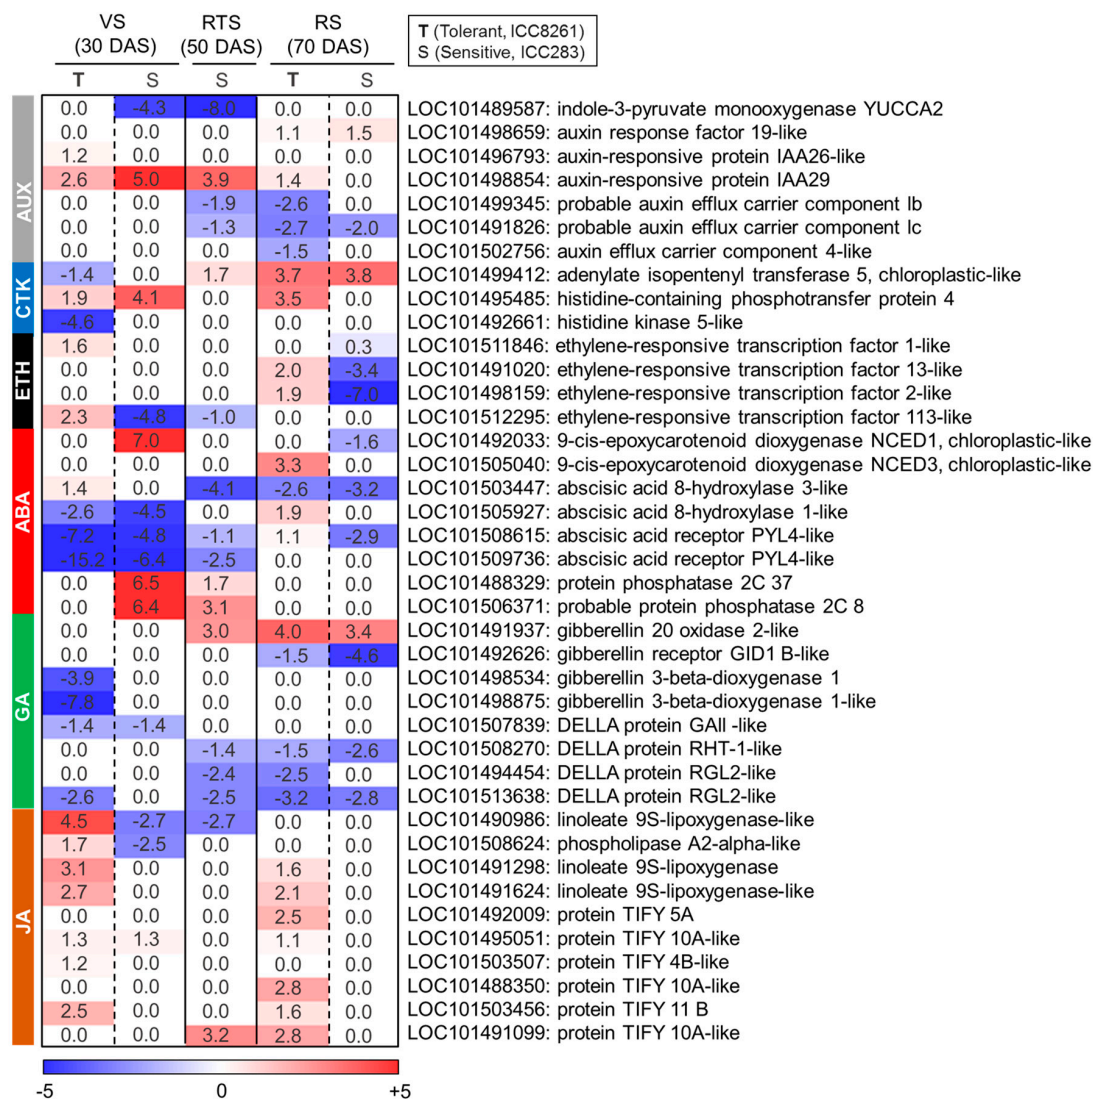 VS RTS RS
(30 DAS) (50 DAS) (70 DAS)
T (Tolerant, ICC8261)
S (Sensitive, ICC283)
T S S T S
AUX
0.0 -4.3 -8.0 0.0 0.0 LOC101489587: indole-3-pyruvate monooxygenase YUCCA2
0.0 0.0 0.0 1.1 1.5 LOC101498659: auxin response factor 19-like
1.2 0.0 0.0 0.0 0.0 LOC101496793: auxin-responsive protein IAA26-like
2.6 5.0 3.9 1.4 0.0 LOC101498854: auxin-responsive protein IAA29
0.0 0.0 -1.9 -2.6 0.0 LOC101499345: probable auxin efflux carrier component Ib
0.0 0.0 -1.3 -2.7 -2.0 LOC101491826: probable auxin efflux carrier component Ic
0.0 0.0 0.0 -1.5 0.0 LOC101502756: auxin efflux carrier component 4-like
CTK
-1.4 0.0 1.7 3.7 3.8 LOC101499412: adenylate isopentenyl transferase 5, chloroplastic-like
1.9 4.1 0.0 3.5 0.0 LOC101495485: histidine-containing phosphotransfer protein 4
-4.6 0.0 0.0 0.0 0.0 LOC101492661: histidine kinase 5-like
ETH
1.6 0.0 0.0 0.0 0.3 LOC101511846: ethylene-responsive transcription factor 1-like
0.0 0.0 0.0 2.0 -3.4 LOC101491020: ethylene-responsive transcription factor 13-like
0.0 0.0 0.0 1.9 -7.0 LOC101498159: ethylene-responsive transcription factor 2-like
2.3 -4.8 -1.0 0.0 0.0 LOC101512295: ethylene-responsive transcription factor 113-like
ABA
0.0 7.0 0.0 0.0 -1.6 LOC101492033: 9-cis-epoxycarotenoid dioxygenase NCED1, chloroplastic-like
0.0 0.0 0.0 3.3 0.0 LOC101505040: 9-cis-epoxycarotenoid dioxygenase NCED3, chloroplastic-like
1.4 0.0 -4.1 -2.6 -3.2 LOC101503447: abscisic acid 8-hydroxylase 3-like
-2.6 -4.5 0.0 1.9 0.0 LOC101505927: abscisic acid 8-hydroxylase 1-like
-7.2 -4.8 -1.1 1.1 -2.9 LOC101508615: abscisic acid receptor PYL4-like
-15.2 -6.4 -2.5 0.0 0.0 LOC101509736: abscisic acid receptor PYL4-like
0.0 6.5 1.7 0.0 0.0 LOC101488329: protein phosphatase 2C 37
0.0 6.4 3.1 0.0 0.0 LOC101506371: probable protein phosphatase 2C 8
GA
0.0 0.0 3.0 4.0 3.4 LOC101491937: gibberellin 20 oxidase 2-like
0.0 0.0 0.0 -1.5 -4.6 LOC101492626: gibberellin receptor GID1 B-like
-3.9 0.0 0.0 0.0 0.0 LOC101498534: gibberellin 3-beta-dioxygenase 1
-7.8 0.0 0.0 0.0 0.0 LOC101498875: gibberellin 3-beta-dioxygenase 1-like
-1.4 -1.4 0.0 0.0 0.0 LOC101507839: DELLA protein GAII -like
0.0 0.0 -1.4 -1.5 -2.6 LOC101508270: DELLA protein RHT-1-like
0.0 0.0 -2.4 -2.5 0.0 LOC101494454: DELLA protein RGL2-like
-2.6 0.0 -2.5 -3.2 -2.8 LOC101513638: DELLA protein RGL2-like
JA
4.5 -2.7 -2.7 0.0 0.0 LOC101490986: linoleate 9S-lipoxygenase-like
1.7 -2.5 0.0 0.0 0.0 LOC101508624: phospholipase A2-alpha-like
3.1 0.0 0.0 1.6 0.0 LOC101491298: linoleate 9S-lipoxygenase
2.7 0.0 0.0 2.1 0.0 LOC101491624: linoleate 9S-lipoxygenase-like
0.0 0.0 0.0 2.5 0.0 LOC101492009: protein TIFY 5A
1.3 1.3 0.0 1.1 0.0 LOC101495051: protein TIFY 10A-like
1.2 0.0 0.0 0.0 0.0 LOC101503507: protein TIFY 4B-like
0.0 0.0 0.0 2.8 0.0 LOC101488350: protein TIFY 10A-like
2.5 0.0 0.0 1.6 0.0 LOC101503456: protein TIFY 11 B
0.0 0.0 3.2 2.8 0.0 LOC101491099: protein TIFY 10A-like
-5 0 +5